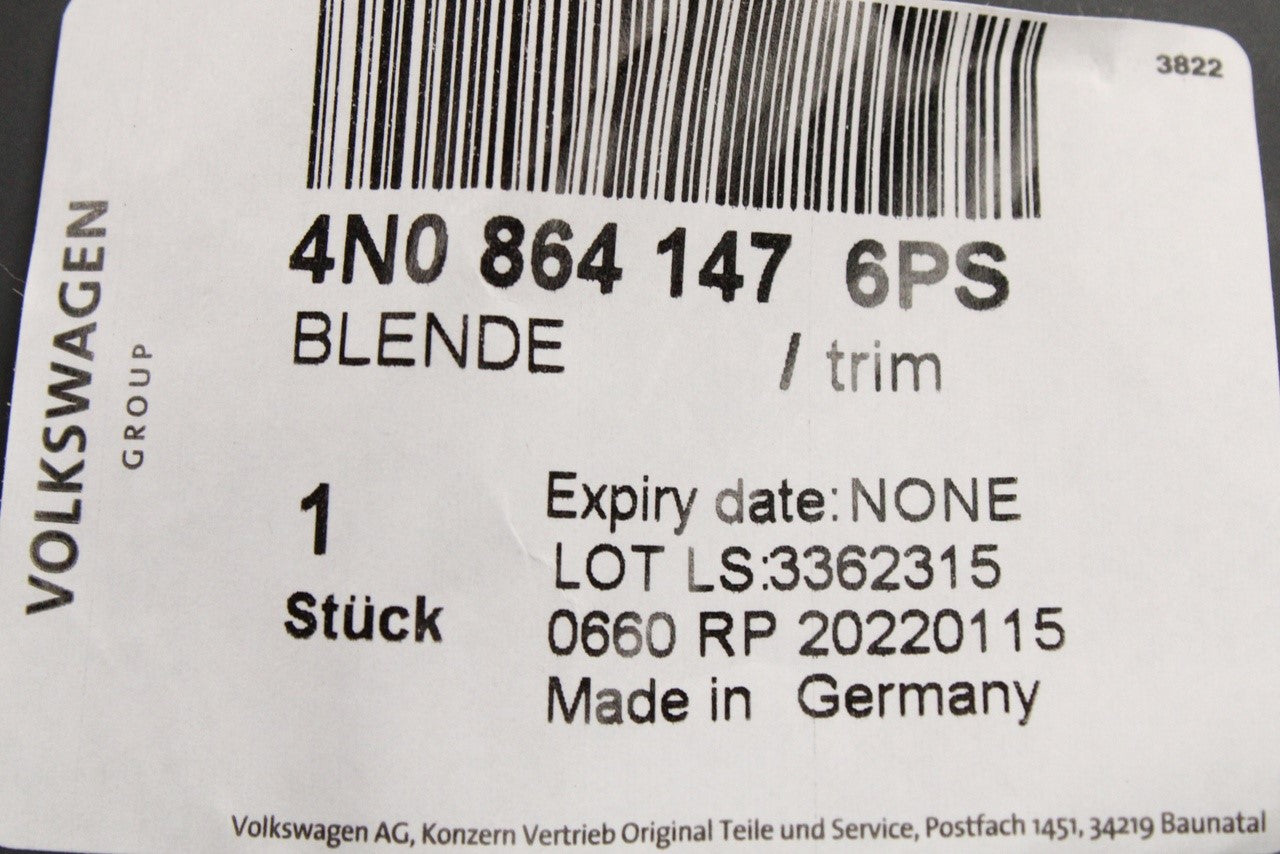 3822
4N0 864 147 6PS
BLENDE / trim
VOLKSWAGEN
GROUP
1
Stück
Expiry date: NONE
LOT LS:3362315
0660 RP 20220115
Made in Germany
Volkswagen AG, Konzern Vertrieb Original Teile und Service, Postfach 1451, 34219 Baunatal